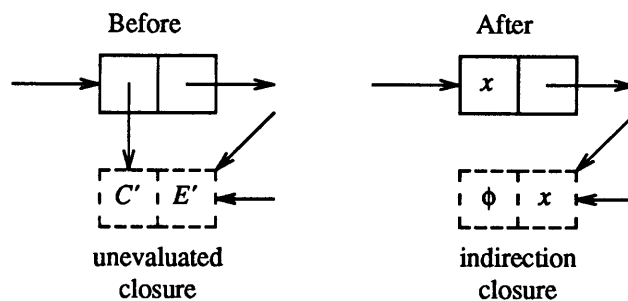 Before
After
x
C′ E′
ϕ x
unevaluated
closure
indirection
closure